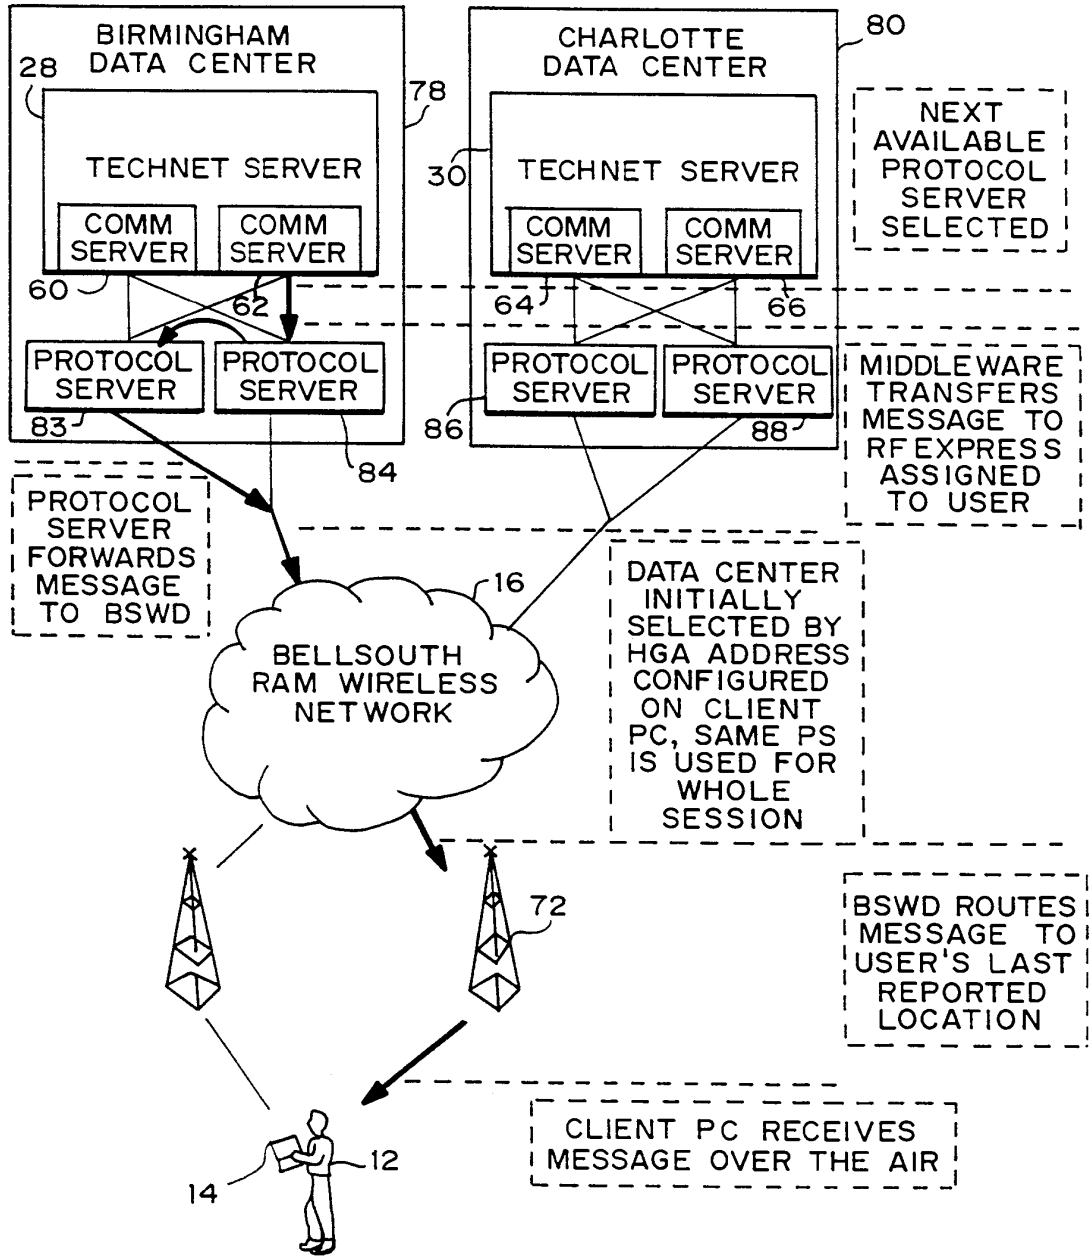 BIRMINGHAM
DATA CENTER
28
78
TECHNET SERVER
COMM
SERVER
COMM
SERVER
60
62
PROTOCOL
SERVER
PROTOCOL
SERVER
83
84
CHARLOTTE
DATA CENTER
80
30
TECHNET SERVER
COMM
SERVER
COMM
SERVER
64
66
PROTOCOL
SERVER
PROTOCOL
SERVER
86
88
NEXT
AVAILABLE
PROTOCOL
SERVER
SELECTED
MIDDLEWARE
TRANSFERS
MESSAGE TO
RF EXPRESS
ASSIGNED
TO USER
PROTOCOL
SERVER
FORWARDS
MESSAGE
TO BSWD
16
BELLSOUTH
RAM WIRELESS
NETWORK
DATA CENTER
INITIALLY
SELECTED BY
HGA ADDRESS
CONFIGURED
ON CLIENT
PC, SAME PS
IS USED FOR
WHOLE
SESSION
72
BSWD ROUTES
MESSAGE TO
USER'S LAST
REPORTED
LOCATION
CLIENT PC RECEIVES
MESSAGE OVER THE AIR
12
14